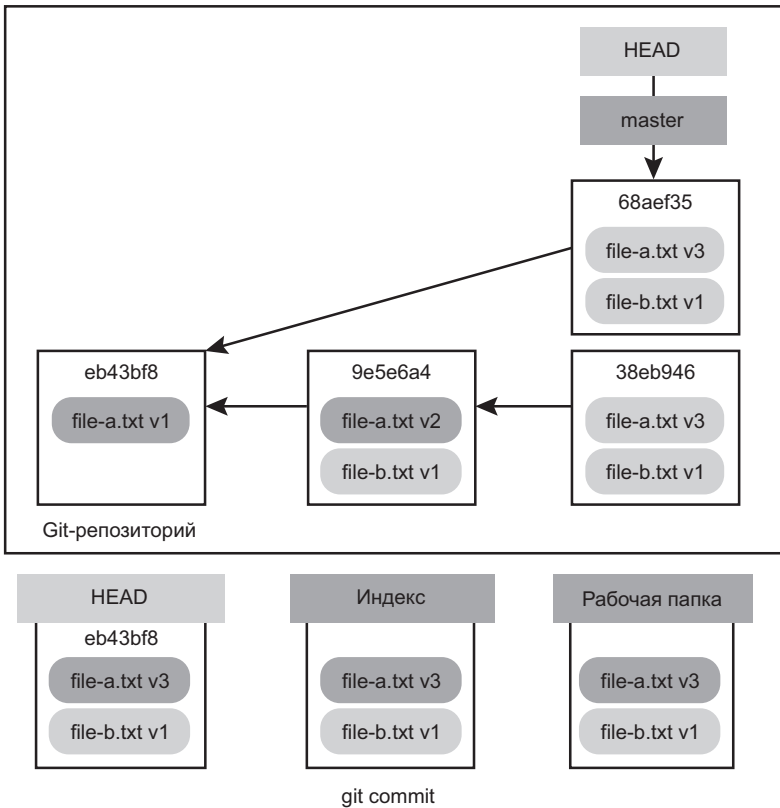 HEAD
master
68aef35
file-a.txt v3
file-b.txt v1
eb43bf8
file-a.txt v1
9e5e6a4
file-a.txt v2
file-b.txt v1
38eb946
file-a.txt v3
file-b.txt v1
Git-репозиторий
HEAD
eb43bf8
file-a.txt v3
file-b.txt v1
Индекс
file-a.txt v3
file-b.txt v1
Рабочая папка
file-a.txt v3
file-b.txt v1
git commit